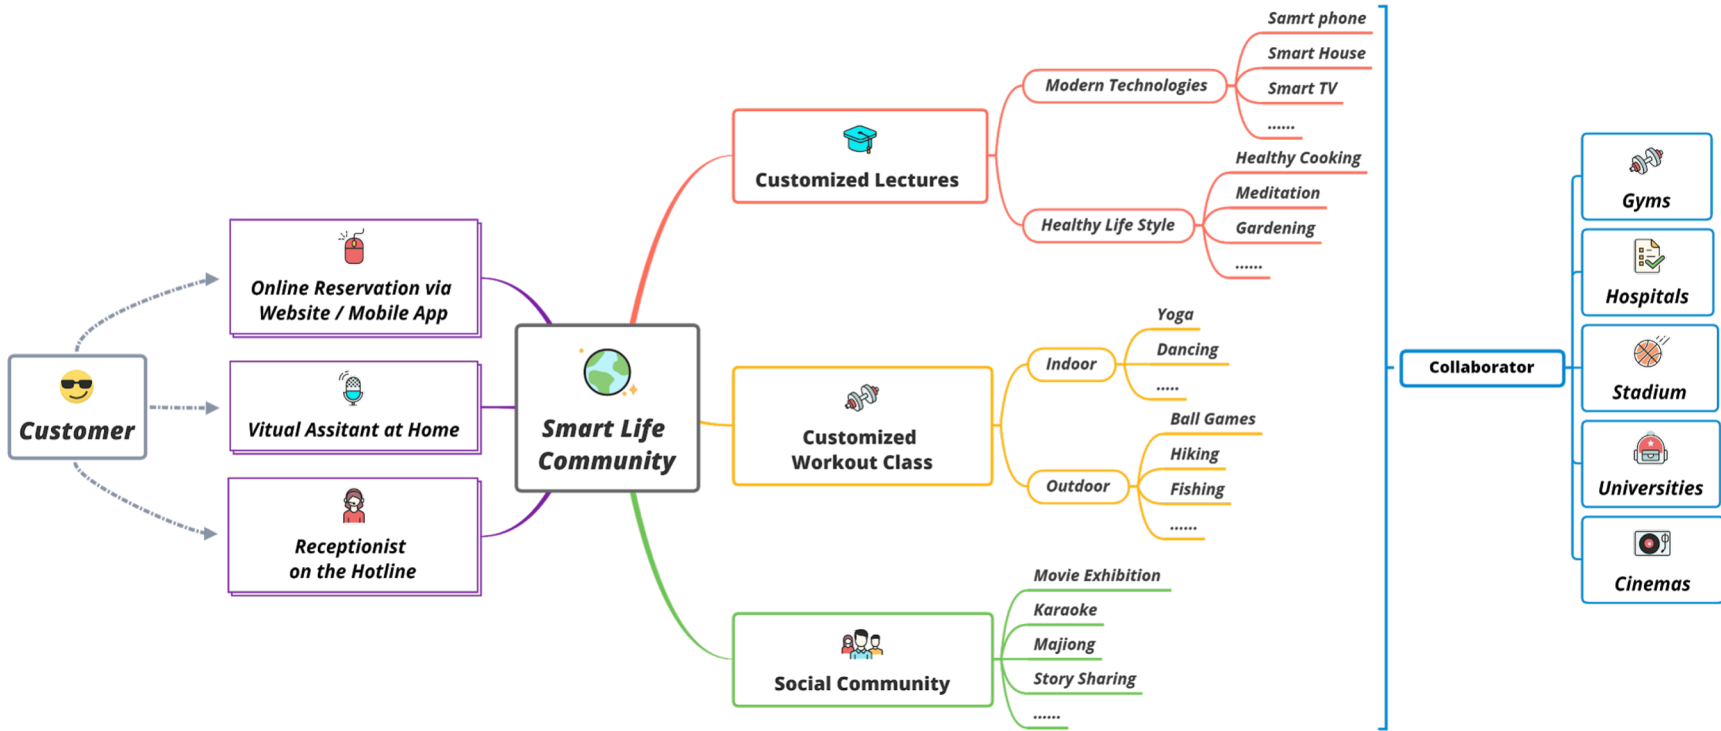 Customer
Online Reservation via
Website / Mobile App
Vitual Assitant at Home
Receptionist
on the Hotline
Smart Life
Community
Customized Lectures
Modern Technologies
Samrt phone
Smart House
Smart TV
......
Healthy Life Style
Healthy Cooking
Meditation
Gardening
......
Customized
Workout Class
Indoor
Yoga
Dancing
.....
Outdoor
Ball Games
Hiking
Fishing
......
Social Community
Movie Exhibition
Karaoke
Majiong
Story Sharing
......
Collaborator
Gyms
Hospitals
Stadium
Universities
Cinemas